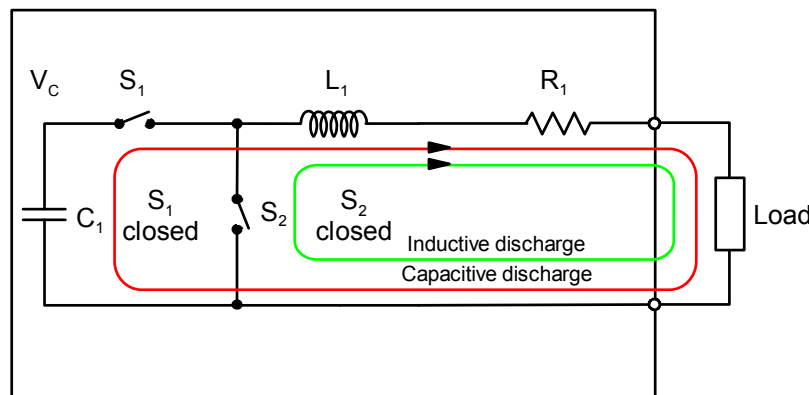 V_C
S_1
L_1
R_1
C_1
S_1
closed
S_2
S_2
closed
Load
Inductive discharge
Capacitive discharge